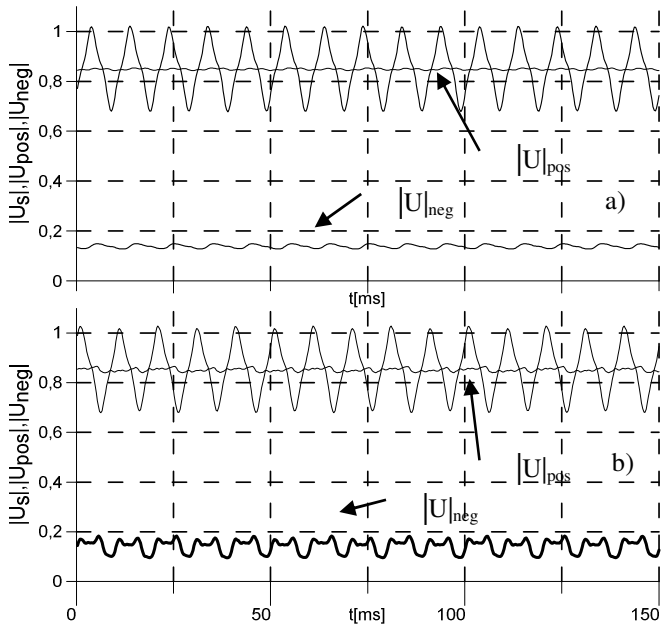 |Us|,|Upos|,|Uneg|
1
0,8
0,6
0,4
0,2
0
|U|pos
|U|neg
a)
t[ms]
|Us|,|Upos|,|Uneg|
1
0,8
0,6
0,4
0,2
0
|U|pos
b)
|U|neg
0
50
t[ms]
100
150